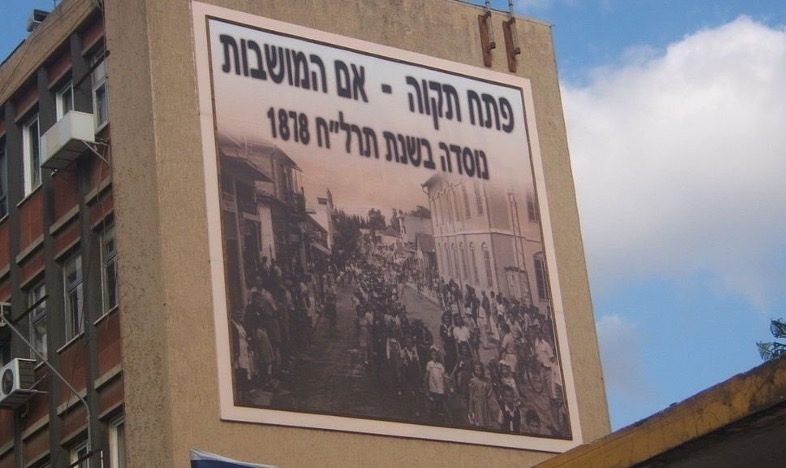 פתח תקוה - אם המושבות
נוסדה בשנת תרל"ח 1878